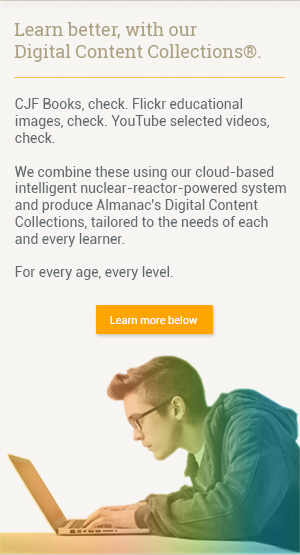 Learn better, with our
Digital Content Collections®.
CJF Books, check. Flickr educational
images, check. YouTube selected videos,
check.
We combine these using our cloud-based
intelligent nuclear-reactor-powered system
and produce Almanac's Digital Content
Collections, tailored to the needs of each
and every learner.
For every age, every level.
Learn more below